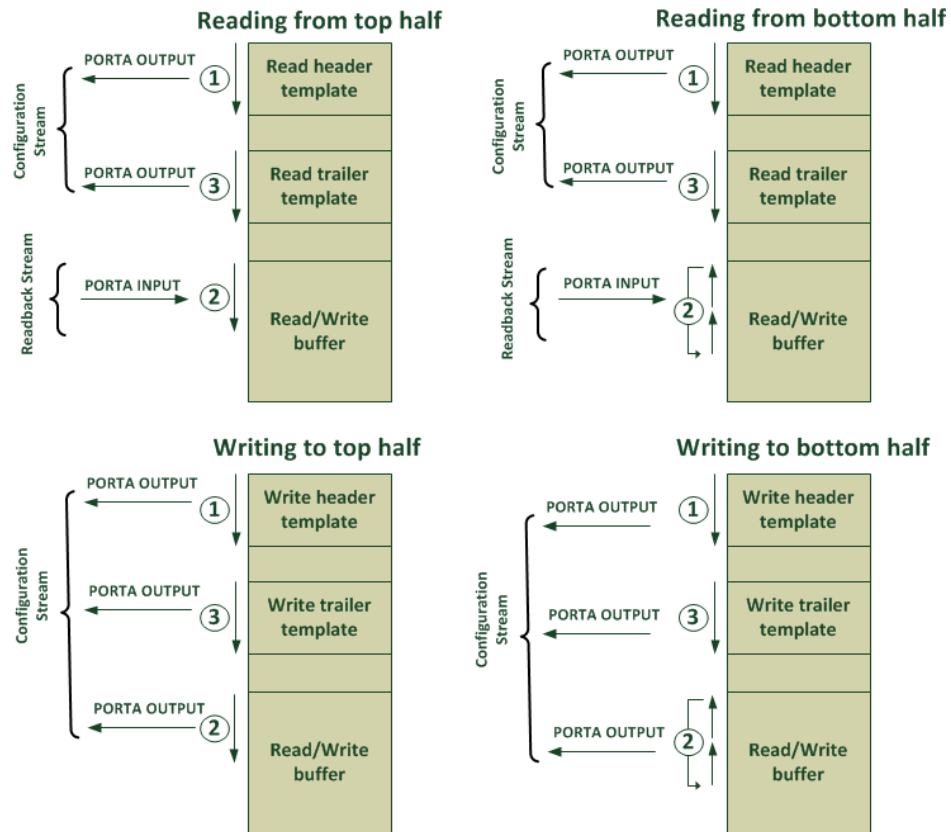 Reading from top half
PORTA OUTPUT
1
Read header
template
Configuration
Stream
PORTA OUTPUT
3
Read trailer
template
Readback Stream
PORTA INPUT
2
Read/Write
buffer
Reading from bottom half
PORTA OUTPUT
1
Read header
template
Configuration
Stream
PORTA OUTPUT
3
Read trailer
template
Readback Stream
PORTA INPUT
2
Read/Write
buffer
Writing to top half
PORTA OUTPUT
1
Write header
template
Configuration
Stream
PORTA OUTPUT
3
Write trailer
template
PORTA OUTPUT
2
Read/Write
buffer
Writing to bottom half
PORTA OUTPUT
1
Write header
template
Configuration
Stream
PORTA OUTPUT
3
Write trailer
template
PORTA OUTPUT
2
Read/Write
buffer